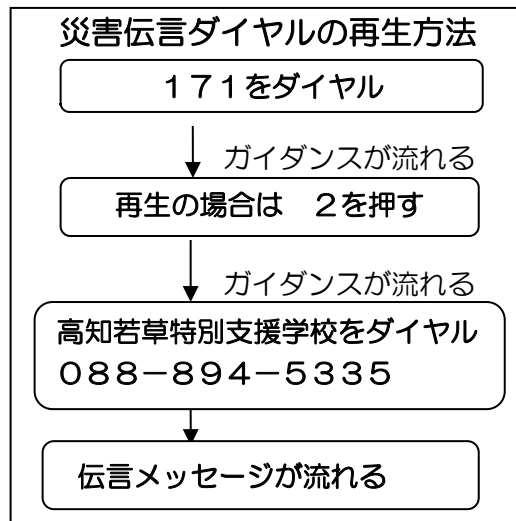 災害伝言ダイヤルの再生方法
１７１をダイヤル
ガイダンスが流れる
再生の場合は　２を押す
ガイダンスが流れる
高知若草特別支援学校をダイヤル
０８８－８９４－５３３５
伝言メッセージが流れる